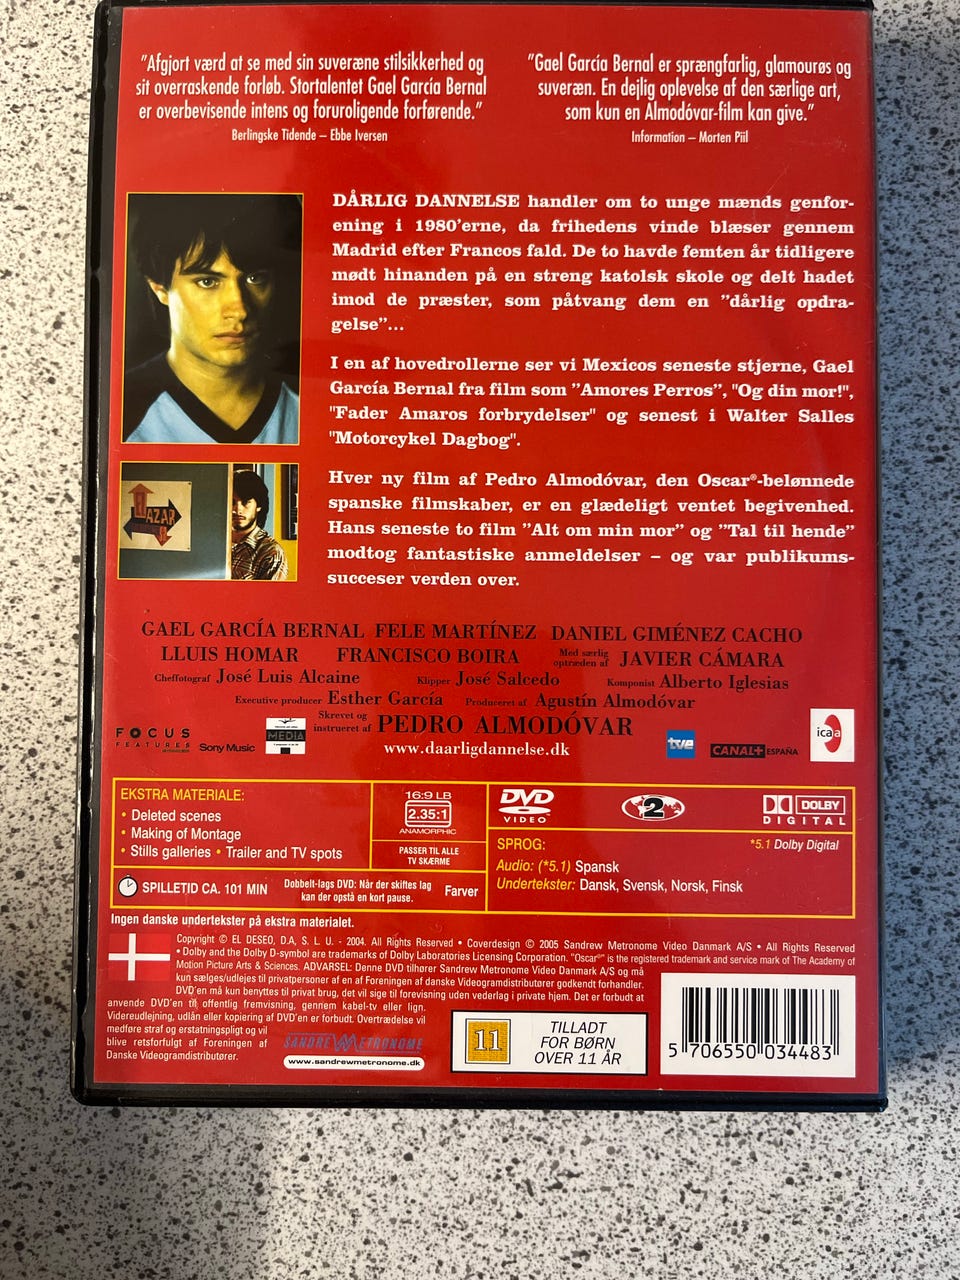 "Afgjort værd at se med sin suveræne stilsikkerhed og
sit overraskende forløb. Stortalentet Gael García Bernal
er overbevisende intens og foruroligende forførende."
Berlingske Tidende – Ebbe Iversen
"Gael García Bernal er sprængfarlig, glamourøs og
suveræn. En dejlig oplevelse af den særlige art,
som kun en Almodóvar-film kan give."
Information – Morten Piil
DÅRLIG DANNELSE handler om to unge mænds genfor-
ening i 1980'erne, da frihedens vinde blæser gennem
Madrid efter Francos fald. De to havde femten år tidligere
mødt hinanden på en streng katolsk skole og delt hadet
imod de præster, som påtvang dem en "dårlig opdra-
gelse"...
I en af hovedrollerne ser vi Mexicos seneste stjerne, Gael
García Bernal fra film som "Amores Perros", "Og din mor!",
"Fader Amaros forbrydelser" og senest i Walter Salles
"Motorcykel Dagbog".
Hver ny film af Pedro Almodóvar, den Oscar®-belønnede
spanske filmskaber, er en glædeligt ventet begivenhed.
Hans seneste to film "Alt om min mor" og "Tal til hende"
modtog fantastiske anmeldelser – og var publikums-
succeser verden over.
GAEL GARCÍA BERNAL FELE MARTÍNEZ DANIEL GIMÉNEZ CACHO
LLUIS HOMAR FRANCISCO BOIRA Med særlig optræden af JAVIER CÁMARA
Cheffotograf José Luis Alcaine Klipper José Salcedo Komponist Alberto Iglesias
Executive producer Esther García Produceret af Agustín Almodóvar
Skrevet og instrueret af PEDRO ALMODÓVAR
www.daarligdannelse.dk
FOCUS
FEATURES
Sony Music
MEDIA
tve
CANAL+ ESPAÑA
icaa
EKSTRA MATERIALE:
• Deleted scenes
• Making of Montage
• Stills galleries • Trailer and TV spots
16:9 LB
2.35:1
ANAMORPHIC
PASSER TIL ALLE
TV SKÆRME
DVD
VIDEO
2
DOLBY
DIGITAL
SPROG:
*5.1 Dolby Digital
Audio: (*5.1) Spansk
Undertekster: Dansk, Svensk, Norsk, Finsk
SPILLETID CA. 101 MIN
Dobbelt-lags DVD: Når der skiftes lag
kan der opstå en kort pause.
Farver
Ingen danske undertekster på ekstra materialet.
Copyright © EL DESEO, D.A, S. L. U. - 2004. All Rights Reserved • Coverdesign © 2005 Sandrew Metronome Video Danmark A/S • All Rights Reserved
• Dolby and the Dolby D-symbol are trademarks of Dolby Laboratories Licensing Corporation. "Oscar®" is the registered trademark and service mark of The Academy of
Motion Picture Arts & Sciences. ADVARSEL: Denne DVD tilhører Sandrew Metronome Video Danmark A/S og må
kun sælges/udlejes til privatpersoner af en af Foreningen af danske Videogramdistributører godkendt forhandler.
DVD'en må kun benyttes til privat brug, det vil sige til forevisning uden vederlag i private hjem. Det er forbudt at
anvende DVD'en til offentlig fremvisning, gennem kabel-tv eller lign.
Videreudlejning, udlån eller kopiering af DVD'en er forbudt. Overtrædelse vil
medføre straf og erstatningspligt og vil
blive retsforfulgt af Foreningen af
Danske Videogramdistributører.
SANDREW METRONOME
www.sandrewmetronome.dk
11
TILLADT
FOR BØRN
OVER 11 ÅR
5 706550 034483